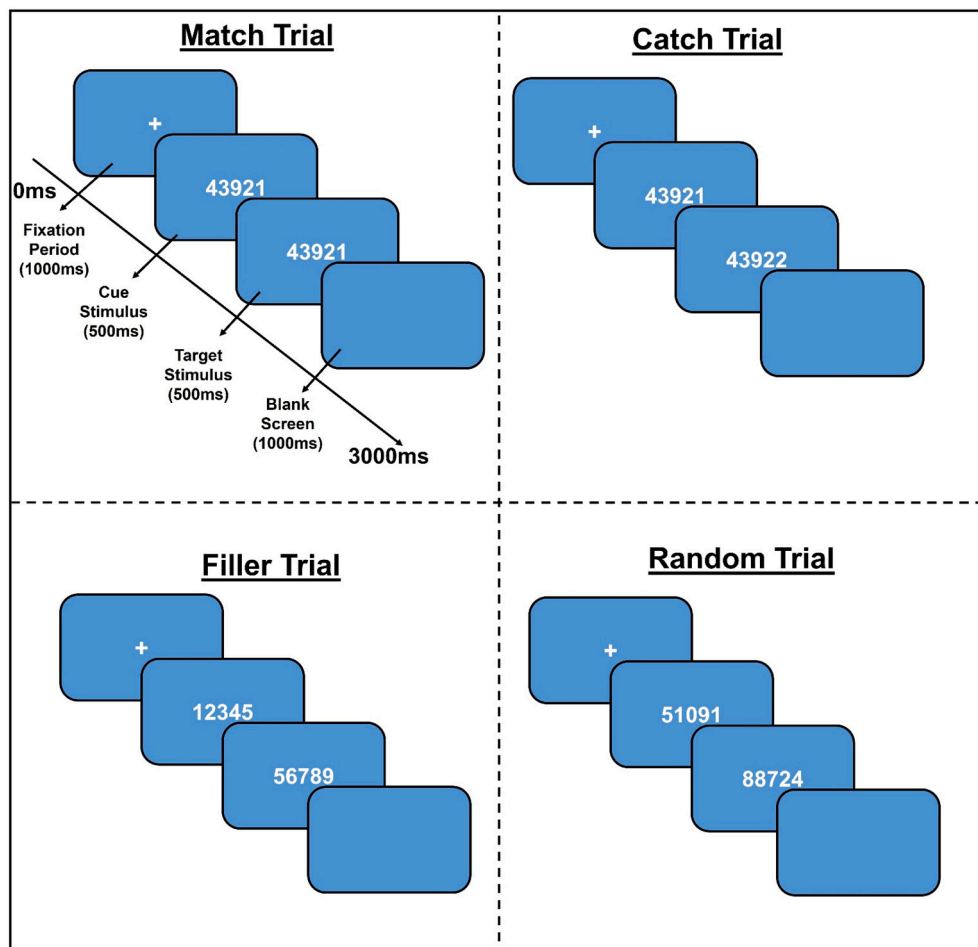 Match Trial
+
43921
43921
0ms
Fixation
Period
(1000ms)
Cue
Stimulus
(500ms)
Target
Stimulus
(500ms)
Blank
Screen
(1000ms)
3000ms
Catch Trial
+
43921
43922
Filler Trial
+
12345
56789
Random Trial
+
51091
88724